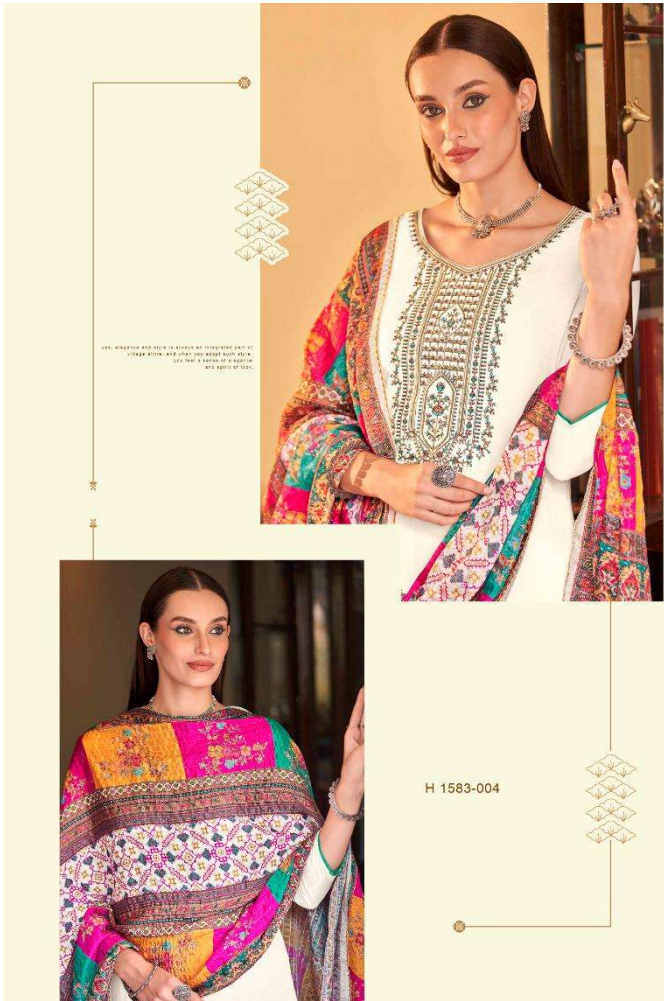 yes, elegance and style is always an integrated part of
village attire, and when you adopt such style,
you feel a sense of elegance
and spirit of look.
H 1583-004